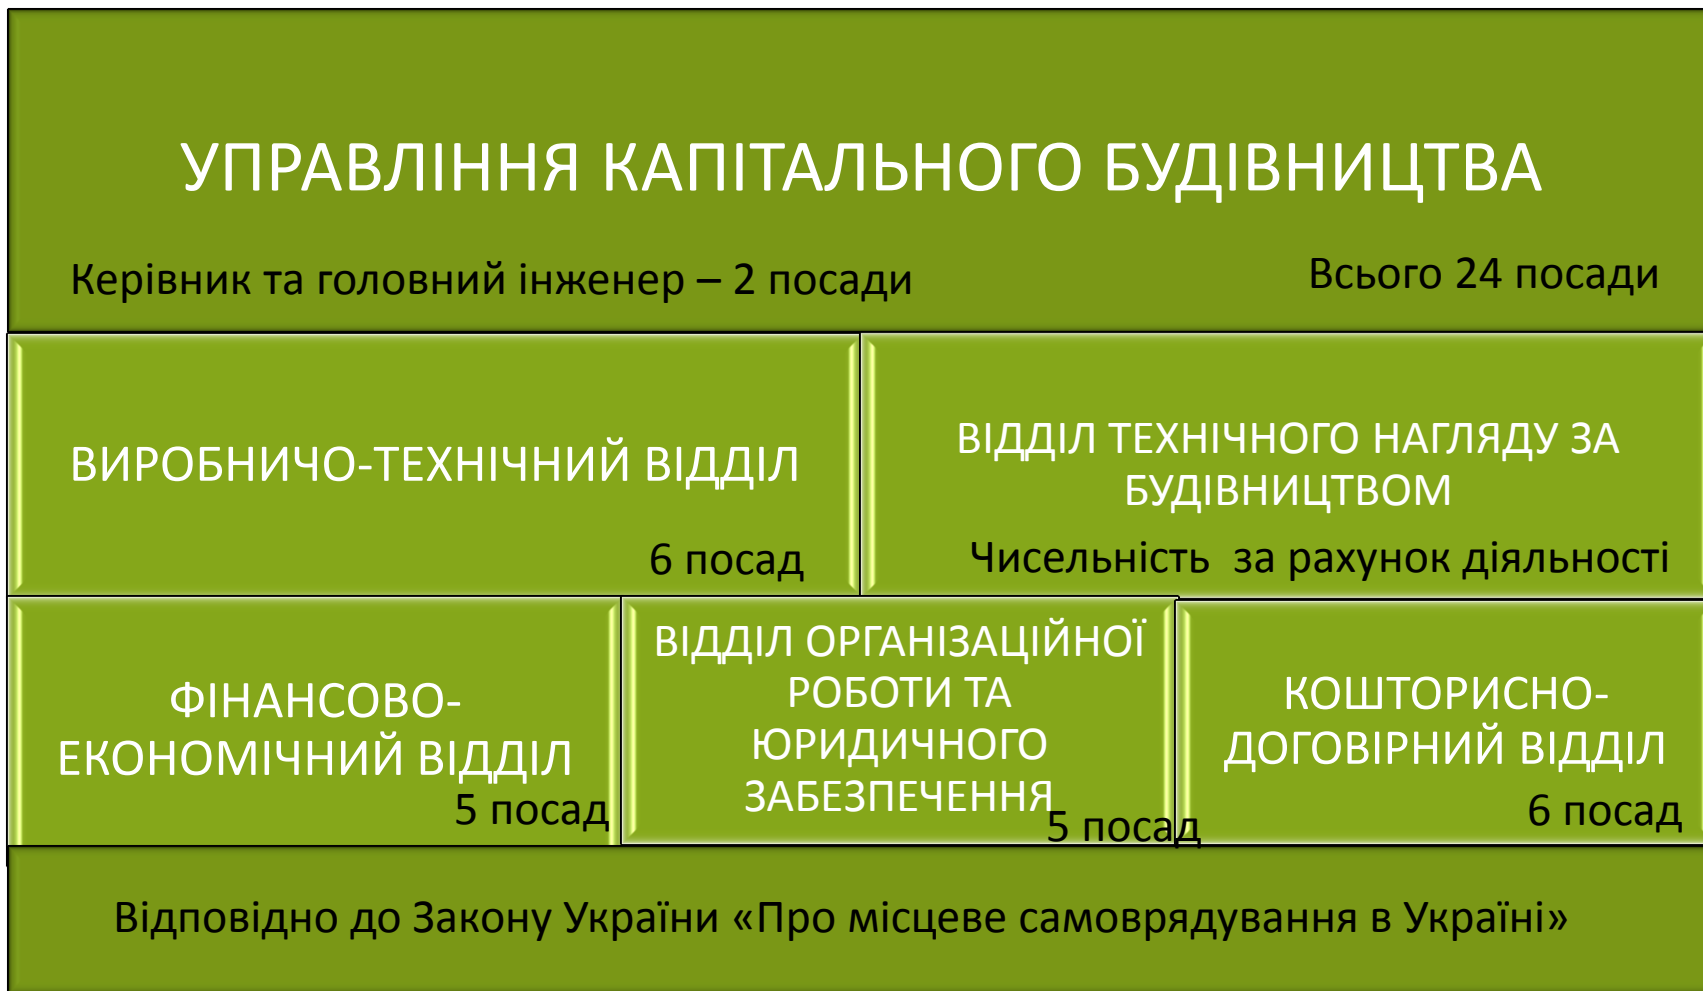 УПРАВЛІННЯ КАПІТАЛЬНОГО БУДІВНИЦТВА
Керівник та головний інженер – 2 посади
Всього 24 посади
ВИРОБНИЧО-ТЕХНІЧНИЙ ВІДДІЛ
6 посад
ВІДДІЛ ТЕХНІЧНОГО НАГЛЯДУ ЗА
БУДІВНИЦТВОМ
Чисельність за рахунок діяльності
ФІНАНСОВО-
ЕКОНОМІЧНИЙ ВІДДІЛ
5 посад
ВІДДІЛ ОРГАНІЗАЦІЙНОЇ
РОБОТИ ТА
ЮРИДИЧНОГО
ЗАБЕЗПЕЧЕННЯ
5 посад
КОШТОРИСНО-
ДОГОВІРНИЙ ВІДДІЛ
6 посад
Відповідно до Закону України «Про місцеве самоврядування в Україні»